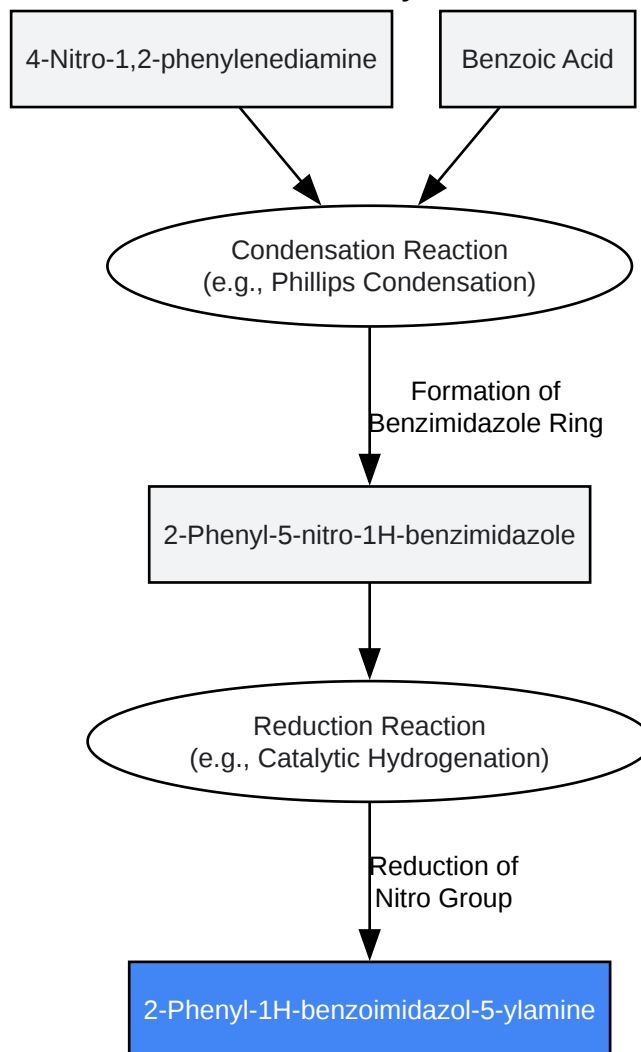 4-Nitro-1,2-phenylenediamine
Benzoic Acid
Condensation Reaction
(e.g., Phillips Condensation)
Formation of
Benzimidazole Ring
2-Phenyl-5-nitro-1H-benzimidazole
Reduction Reaction
(e.g., Catalytic Hydrogenation)
Reduction of
Nitro Group
2-Phenyl-1H-benzoimidazol-5-ylamine